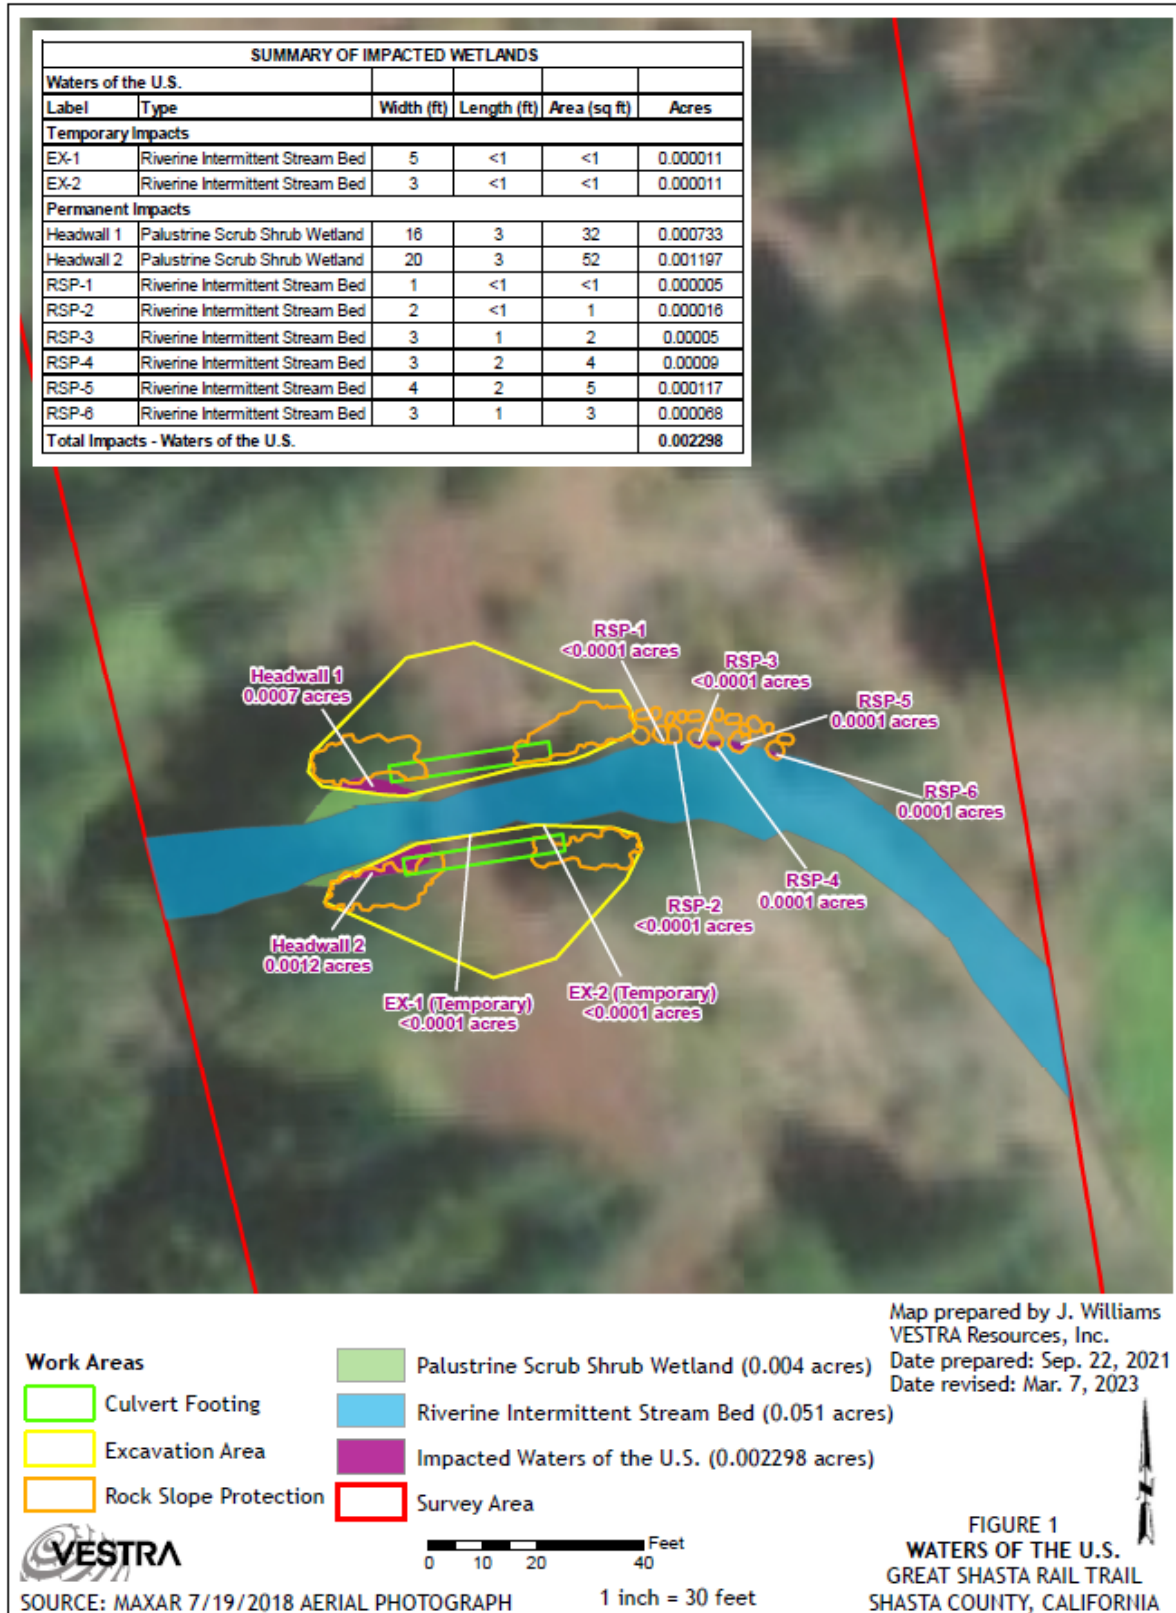 SUMMARY OF IMPACTED WETLANDS
Waters of the U.S.
Label Type Width (ft) Length (ft) Area (sq ft) Acres
Temporary Impacts
EX-1 Riverine Intermittent Stream Bed 5 <1 <1 0.000011
EX-2 Riverine Intermittent Stream Bed 3 <1 <1 0.000011
Permanent Impacts
Headwall 1 Palustrine Scrub Shrub Wetland 16 3 32 0.000733
Headwall 2 Palustrine Scrub Shrub Wetland 20 3 52 0.001197
RSP-1 Riverine Intermittent Stream Bed 1 <1 <1 0.000005
RSP-2 Riverine Intermittent Stream Bed 2 <1 1 0.000016
RSP-3 Riverine Intermittent Stream Bed 3 1 2 0.00005
RSP-4 Riverine Intermittent Stream Bed 3 2 4 0.00009
RSP-5 Riverine Intermittent Stream Bed 4 2 5 0.000117
RSP-6 Riverine Intermittent Stream Bed 3 1 3 0.000068
Total Impacts - Waters of the U.S. 0.002298
RSP-1
<0.0001 acres
RSP-3
<0.0001 acres
Headwall 1
0.0007 acres
RSP-5
0.0001 acres
RSP-6
0.0001 acres
RSP-4
0.0001 acres
RSP-2
<0.0001 acres
Headwall 2
0.0012 acres
EX-1 (Temporary)
<0.0001 acres
EX-2 (Temporary)
<0.0001 acres
Map prepared by J. Williams
VESTRA Resources, Inc.
Date prepared: Sep. 22, 2021
Date revised: Mar. 7, 2023
Work Areas
Culvert Footing
Excavation Area
Rock Slope Protection
Palustrine Scrub Shrub Wetland (0.004 acres)
Riverine Intermittent Stream Bed (0.051 acres)
Impacted Waters of the U.S. (0.002298 acres)
Survey Area
N
VESTRA
Feet
0 10 20 40
1 inch = 30 feet
SOURCE: MAXAR 7/19/2018 AERIAL PHOTOGRAPH
FIGURE 1
WATERS OF THE U.S.
GREAT SHASTA RAIL TRAIL
SHASTA COUNTY, CALIFORNIA